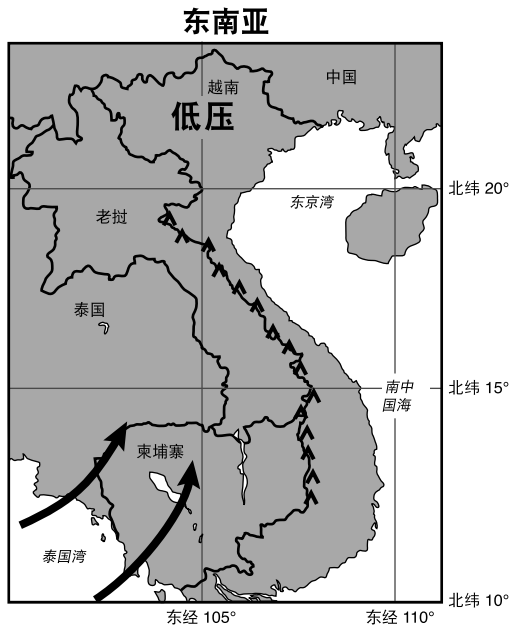 东南亚
越南
中国
低压
北纬 20°
东京湾
老挝
泰国
北纬 15°
南中
国海
柬埔寨
泰国湾
北纬 10°
东经 105°
东经 110°